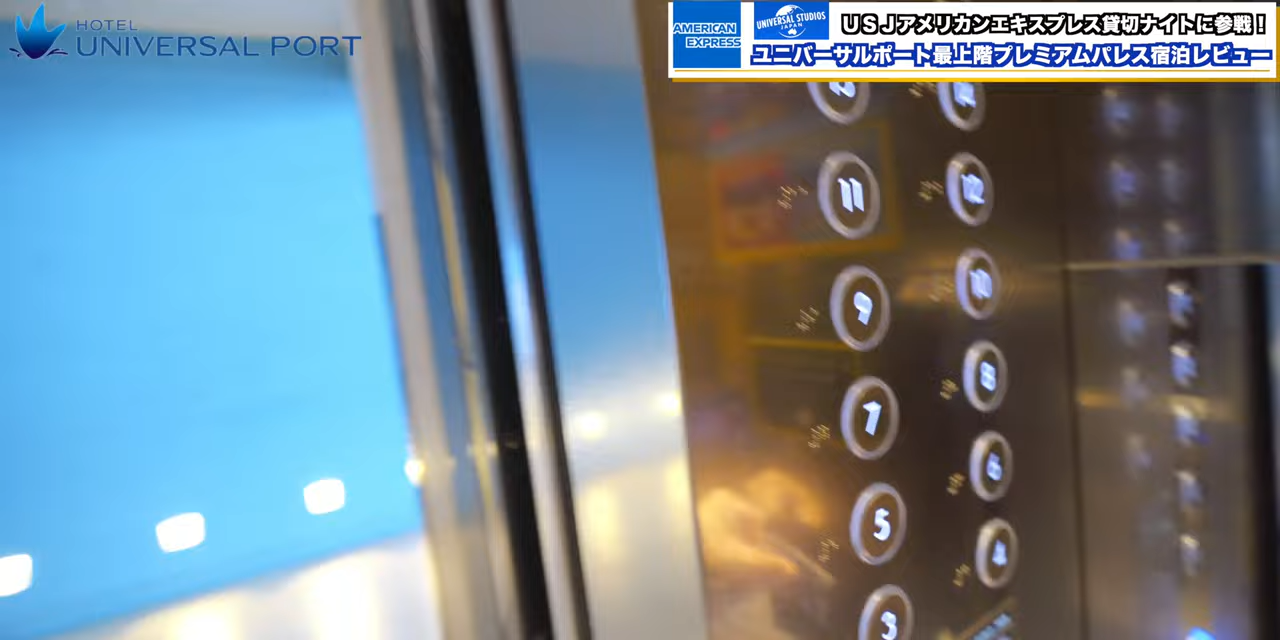 HOTEL
UNIVERSAL PORT
AMERICAN
EXPRESS
UNIVERSAL STUDIOS
JAPAN
USJアメリカンエキスプレス貸切ナイトに参戦！
ユニバーサルポート最上階プレミアムパレス宿泊レビュー
11
12
9
10
7
8
5
6
3
4